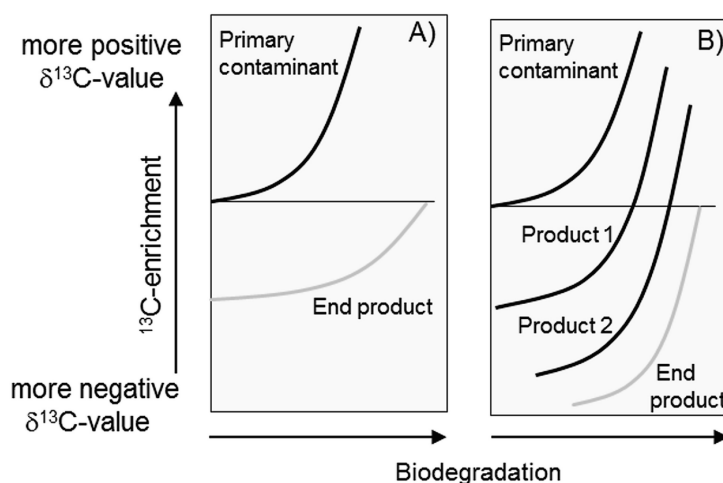 more positive
δ¹³C-value
¹³C-enrichment
more negative
δ¹³C-value
A)
Primary
contaminant
End product
B)
Primary
contaminant
Product 1
Product 2
End
product
Biodegradation